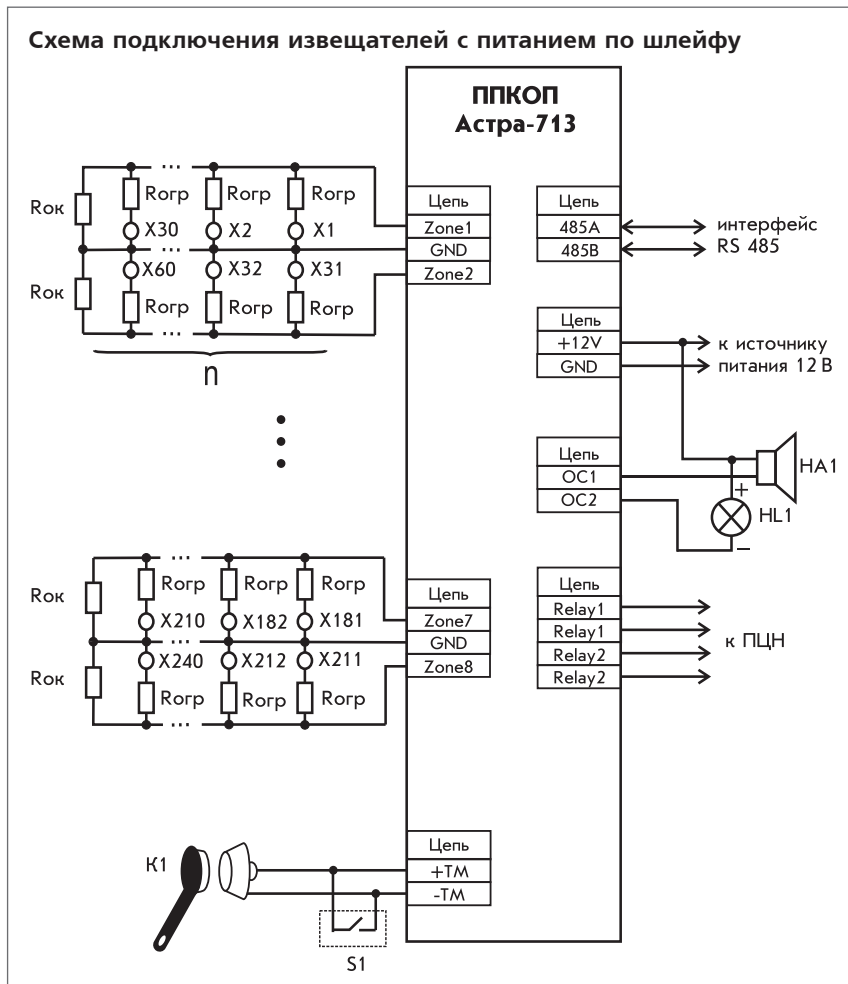 Схема подключения извещателей с питанием по шлейфу
ППКОП
Астра-713
Rок
Rогр
Rогр
Rогр
X30
X2
X1
Rок
X60
X32
X31
Rогр
Rогр
Rогр
n
Цепь
Zone1
GND
Zone2
Цепь
485A
485B
интерфейс
RS 485
Цепь
+12V
GND
к источнику
питания 12 В
Цепь
OC1
OC2
HA1
+
HL1
–
Rок
Rогр
Rогр
Rогр
X210
X182
X181
Rок
X240
X212
X211
Rогр
Rогр
Rогр
Цепь
Zone7
GND
Zone8
Цепь
Relay1
Relay1
Relay2
Relay2
к ПЦН
K1
Цепь
+TM
-TM
S1